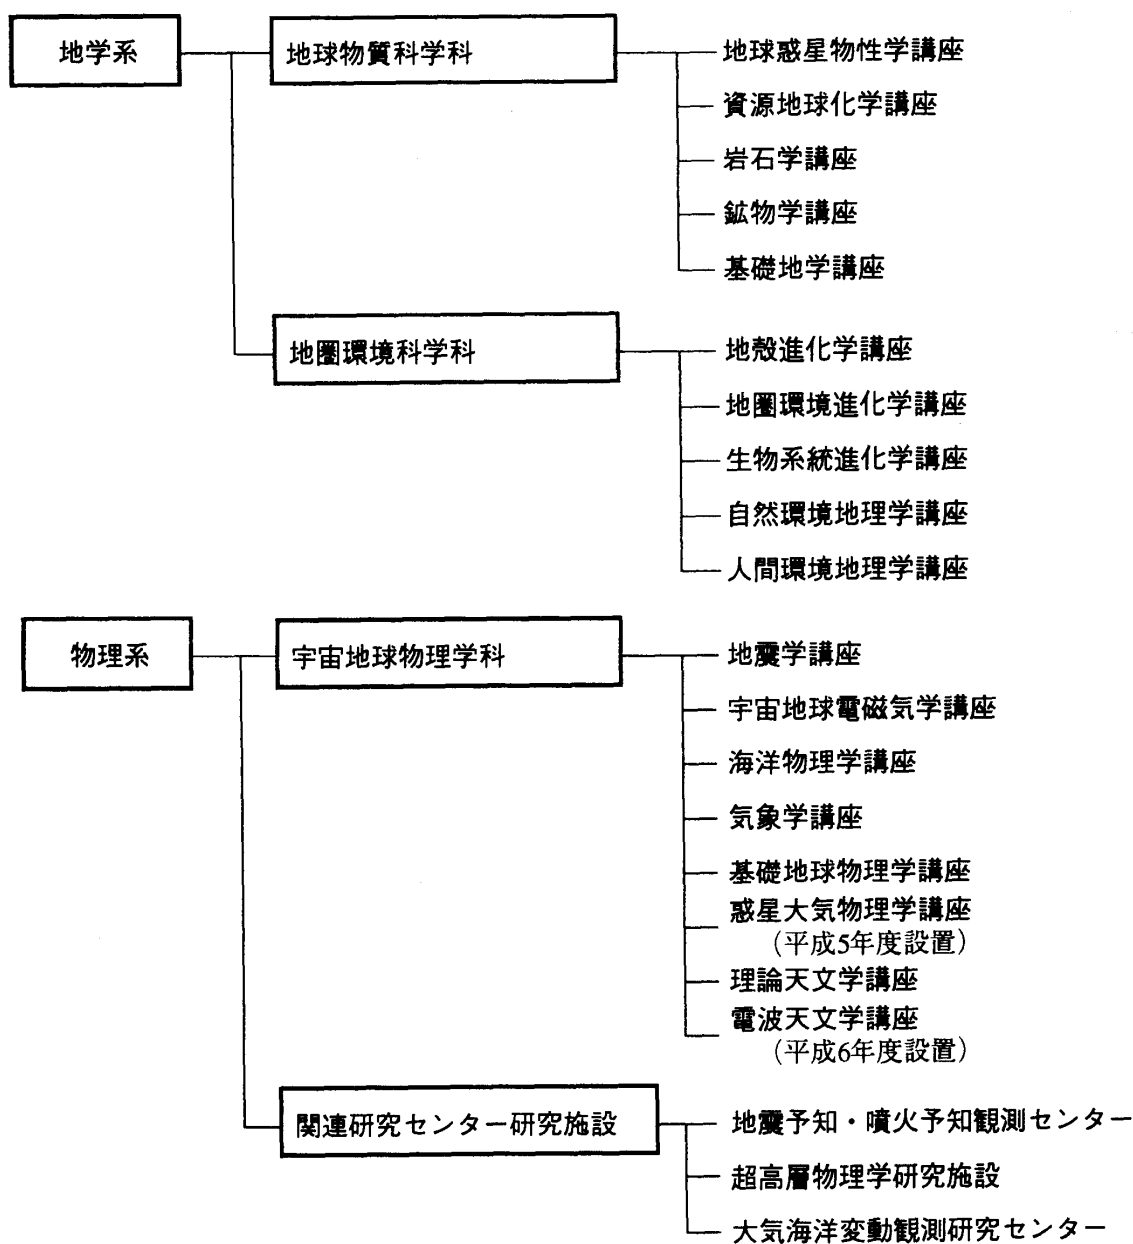 地学系
地球物質科学科
地球惑星物性学講座
資源地球化学講座
岩石学講座
鉱物学講座
基礎地学講座
地圏環境科学科
地殻進化学講座
地圏環境進化学講座
生物系統進化学講座
自然環境地理学講座
人間環境地理学講座
物理系
宇宙地球物理学科
地震学講座
宇宙地球電磁気学講座
海洋物理学講座
気象学講座
基礎地球物理学講座
惑星大気物理学講座
（平成5年度設置）
理論天文学講座
電波天文学講座
（平成6年度設置）
関連研究センター研究施設
地震予知・噴火予知観測センター
超高層物理学研究施設
大気海洋変動観測研究センター